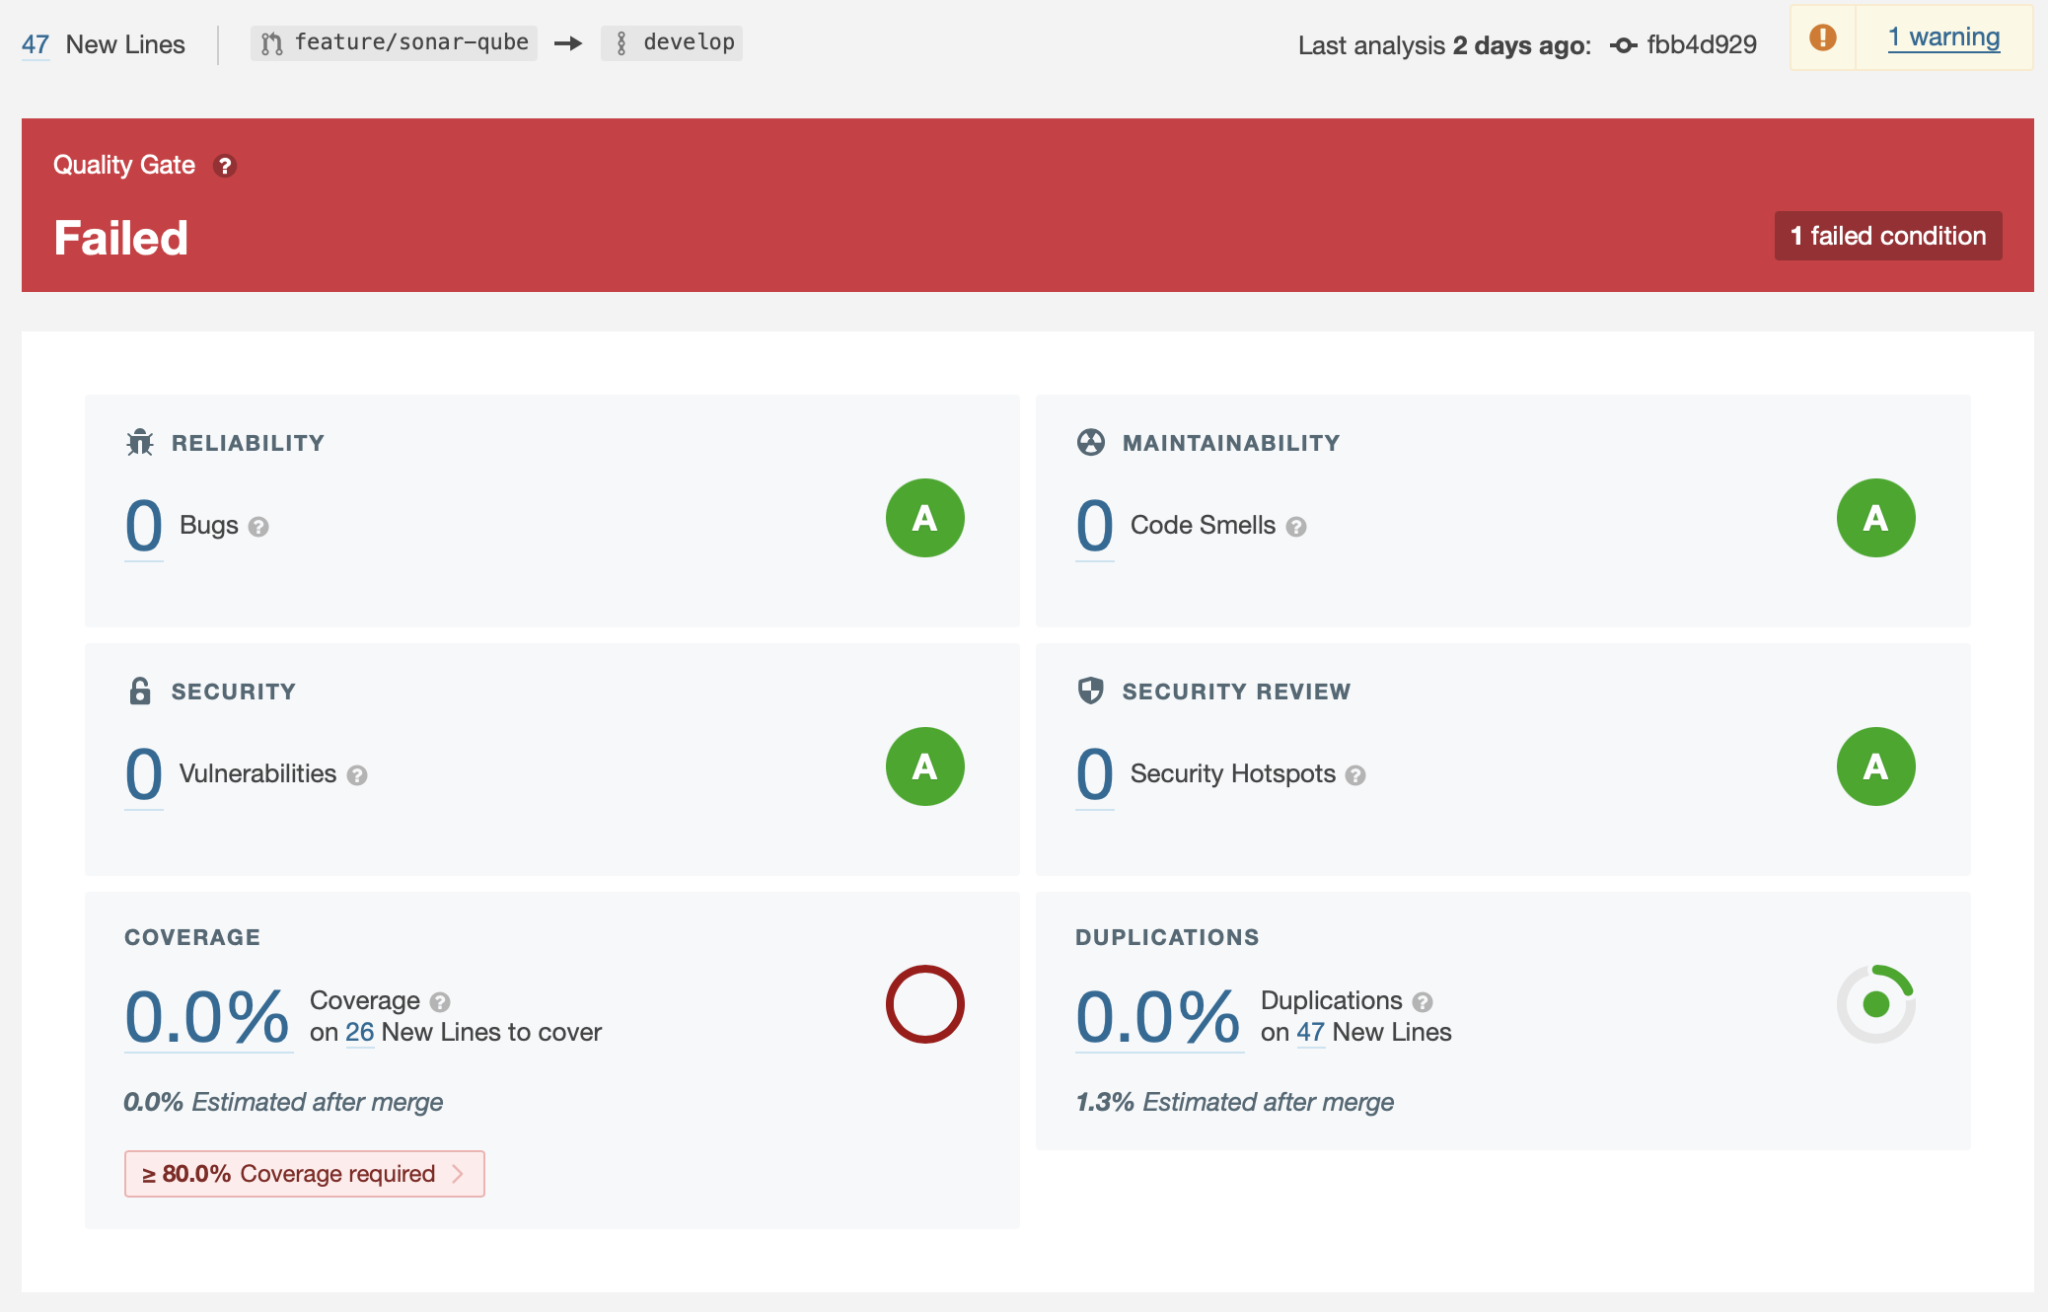 47 New Lines feature/sonar-qube → develop Last analysis 2 days ago: fbb4d929 1 warning
Quality Gate ?
Failed
1 failed condition
RELIABILITY
0 Bugs ?
A
MAINTAINABILITY
0 Code Smells ?
A
SECURITY
0 Vulnerabilities ?
A
SECURITY REVIEW
0 Security Hotspots ?
A
COVERAGE
0.0% Coverage ?
on 26 New Lines to cover
0.0% Estimated after merge
≥ 80.0% Coverage required
DUPLICATIONS
0.0% Duplications ?
on 47 New Lines
1.3% Estimated after merge